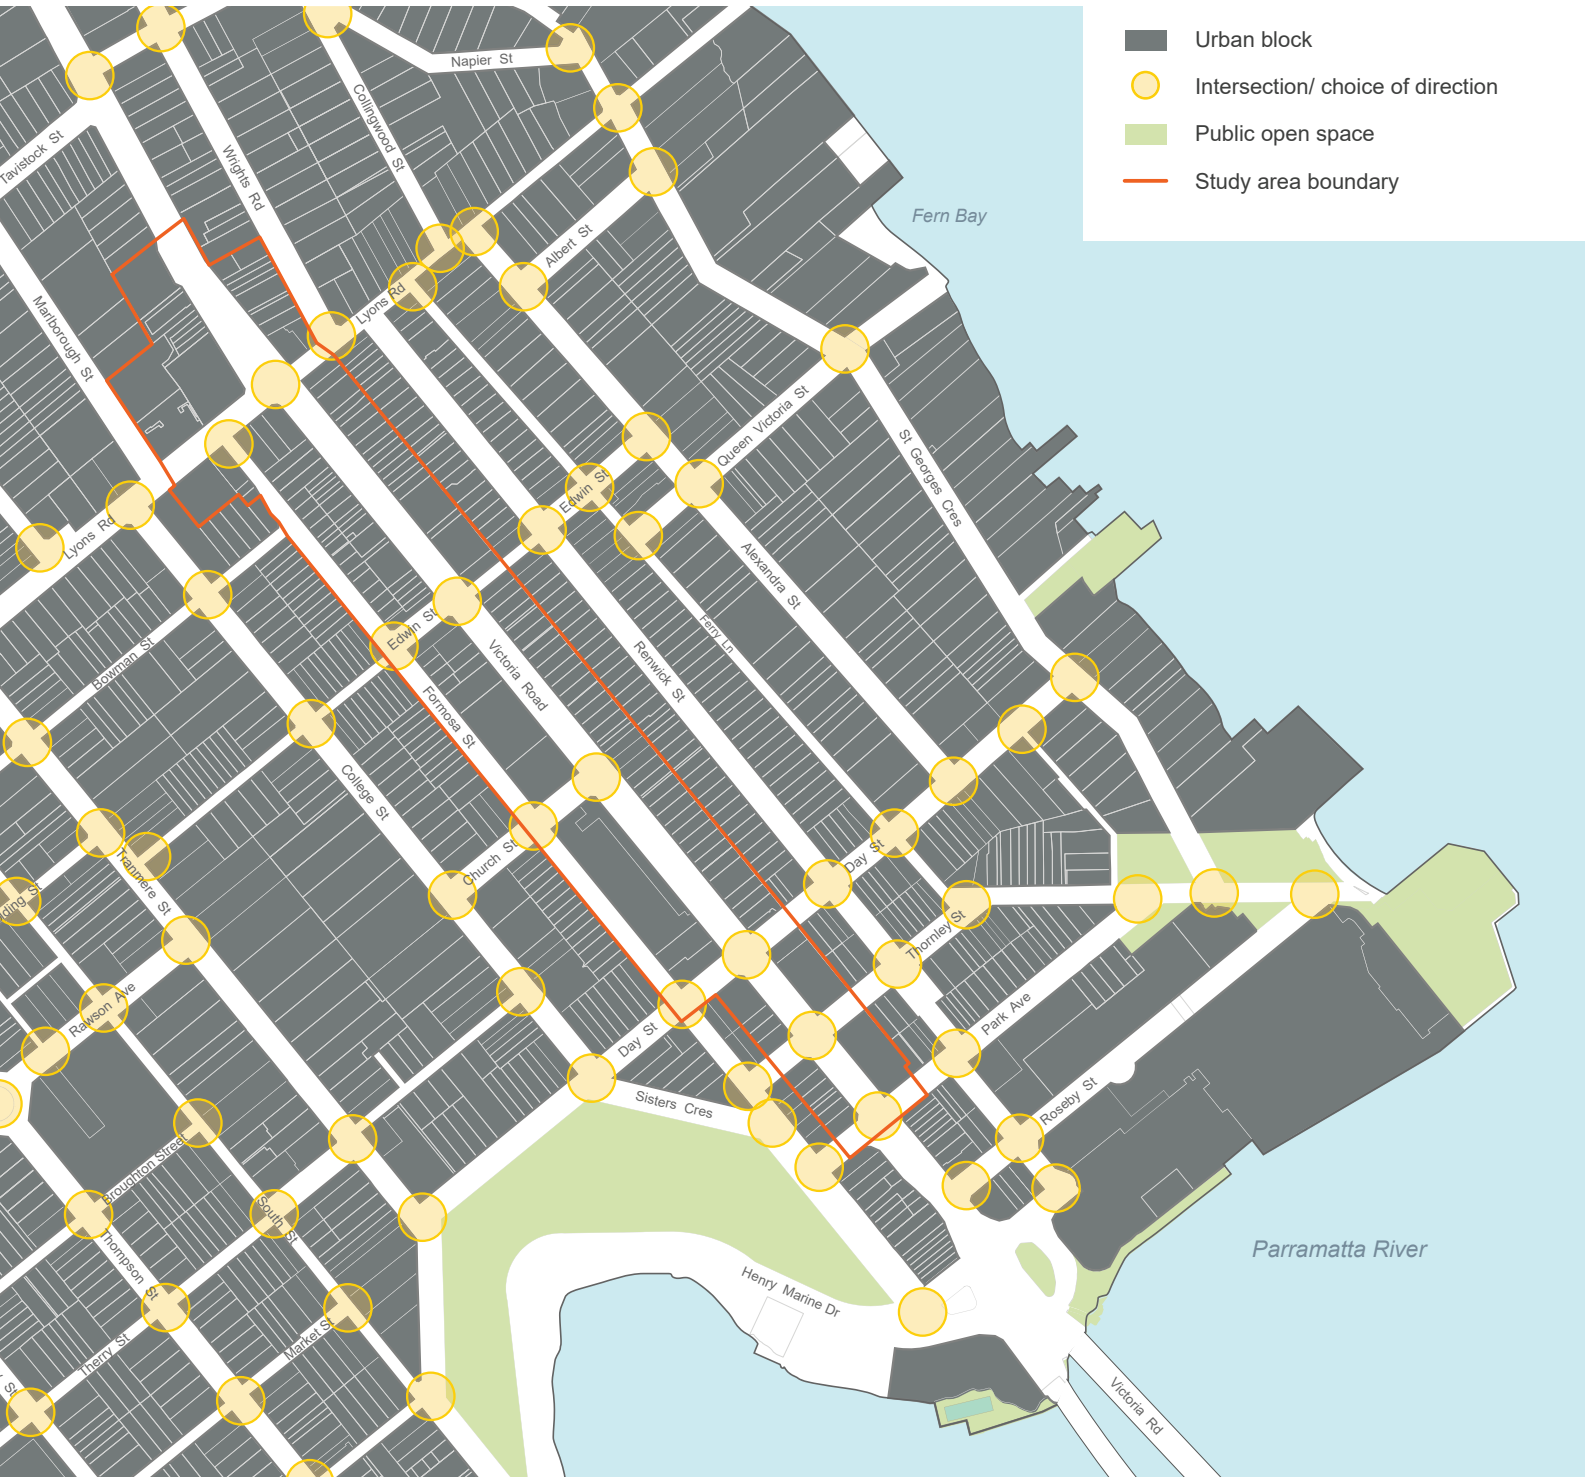 Urban block
Intersection/ choice of direction
Public open space
Study area boundary
Napier St
Collingwood St
Tavistock St
Wrights Rd
Fern Bay
Albert St
Lyons Rd
Marlborough St
Queen Victoria St
St Georges Cres
Edwin St
Lyons Rd
Alexandra St
Ferry Ln
Edwin St
Bowman St
Renwick St
Victoria Road
Formosa St
College St
Church St
Day St
Tranmere St
ding St
Thornley St
Rawson Ave
Park Ave
Day St
Sisters Cres
Roseby St
Broughton Street
South St
Parramatta River
Thompson St
Henry Marine Dr
Market St
Therry St
St
Victoria Rd